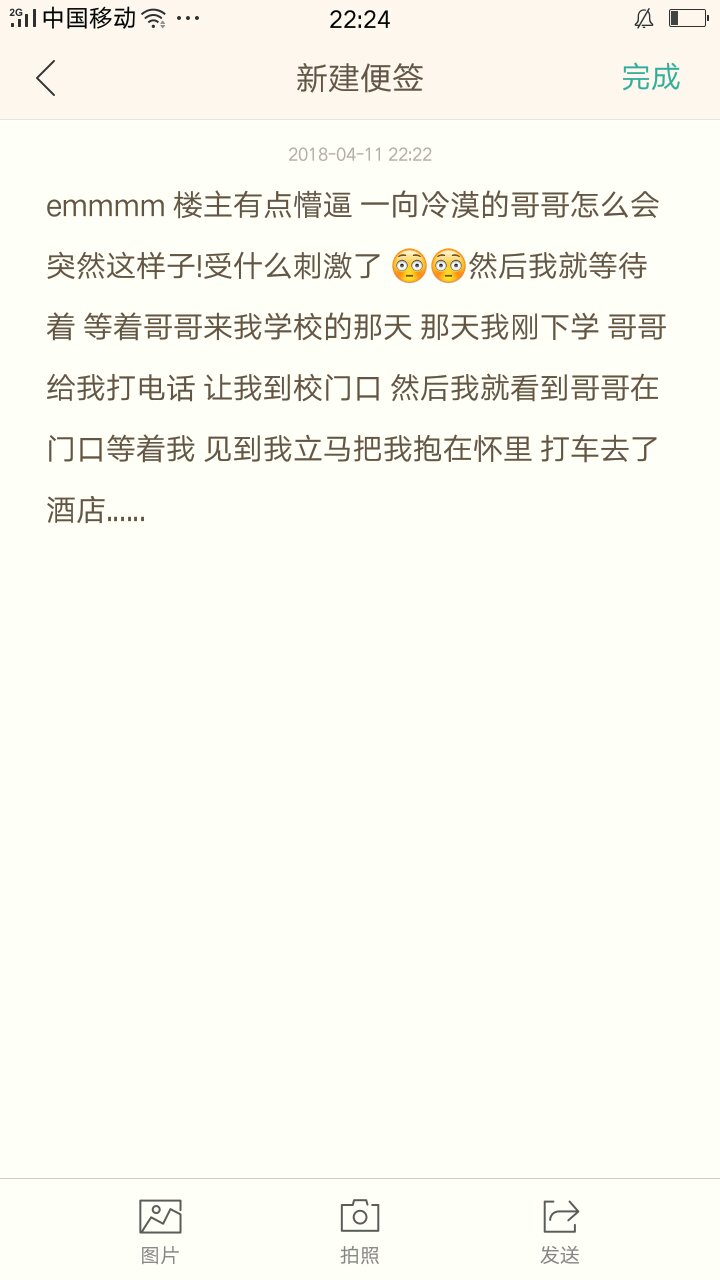 2G 中国移动 ... 22:24
新建便签 完成
2018-04-11 22:22
emmmm 楼主有点懵逼 一向冷漠的哥哥怎么会
突然这样子!受什么刺激了 😳😳然后我就等待
着 等着哥哥来我学校的那天 那天我刚下学 哥哥
给我打电话 让我到校门口 然后我就看到哥哥在
门口等着我 见到我立马把我抱在怀里 打车去了
酒店......
图片 拍照 发送